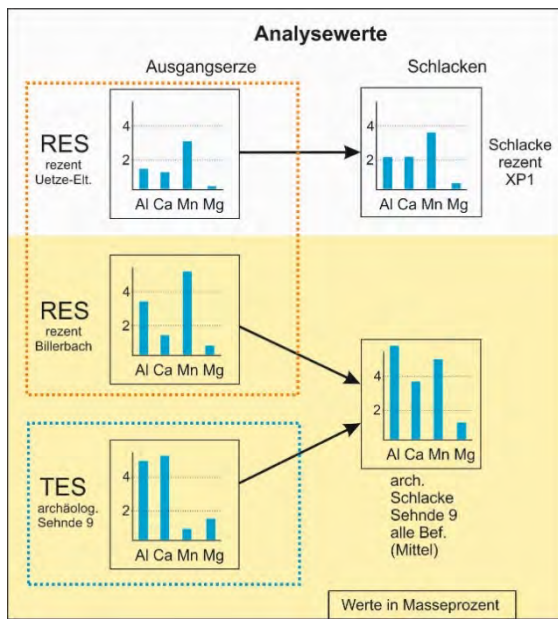 Analysewerte
Ausgangserze
Schlacken
RES
rezent
Uetze-Elt.
4
2
Al Ca Mn Mg
4
2
Al Ca Mn Mg
Schlacke
rezent
XP1
RES
rezent
Billerbach
4
2
Al Ca Mn Mg
TES
archäolog.
Sehnde 9
4
2
Al Ca Mn Mg
4
2
Al Ca Mn Mg
arch.
Schlacke
Sehnde 9
alle Bef.
(Mittel)
Werte in Masseprozent